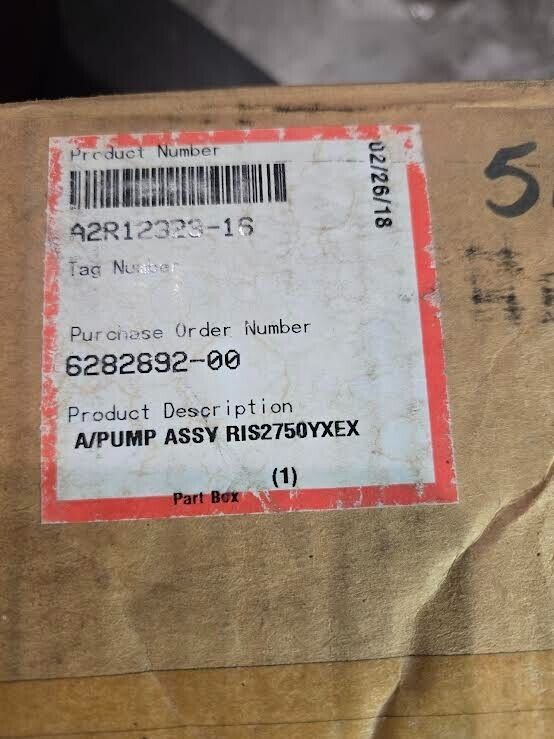 Product Number
02/26/18
5
A2R12323-16
Tag Number
Purchase Order Number
6282892-00
Product Description
A/PUMP ASSY RIS2750YXEX
(1)
Part Box